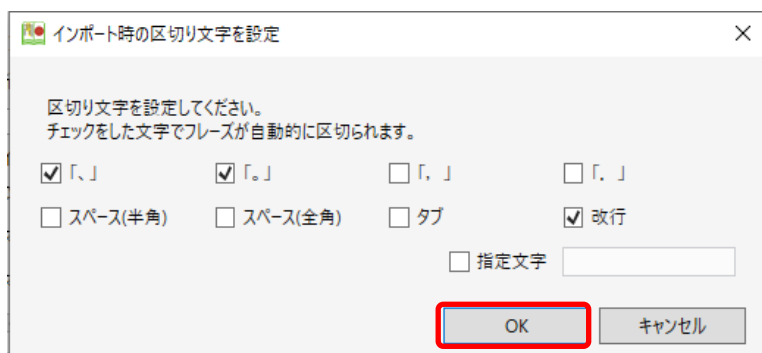 インポート時の区切り文字を設定
区切り文字を設定してください。
チェックをした文字でフレーズが自動的に区切られます。
「、」 「。」 「，」 「．」
スペース(半角) スペース(全角) タブ 改行
指定文字
OK キャンセル